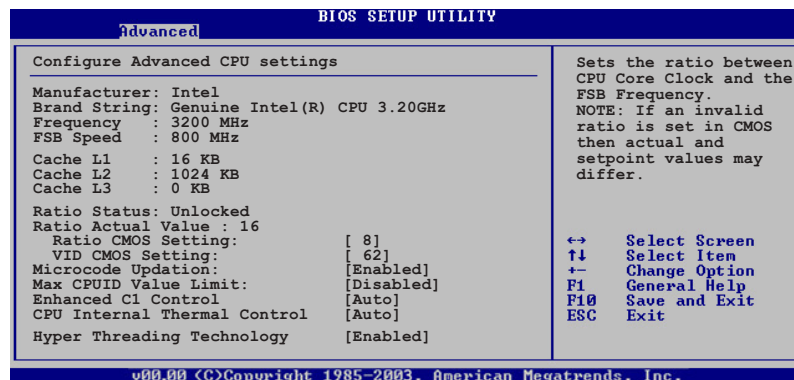 BIOS SETUP UTILITY
Advanced
Configure Advanced CPU settings
Manufacturer: Intel
Brand String: Genuine Intel(R) CPU 3.20GHz
Frequency : 3200 MHz
FSB Speed : 800 MHz
Cache L1 : 16 KB
Cache L2 : 1024 KB
Cache L3 : 0 KB
Ratio Status: Unlocked
Ratio Actual Value : 16
Ratio CMOS Setting: [ 8]
VID CMOS Setting: [ 62]
Microcode Updation: [Enabled]
Max CPUID Value Limit: [Disabled]
Enhanced C1 Control [Auto]
CPU Internal Thermal Control [Auto]
Hyper Threading Technology [Enabled]
Sets the ratio between
CPU Core Clock and the
FSB Frequency.
NOTE: If an invalid
ratio is set in CMOS
then actual and
setpoint values may
differ.
←→ Select Screen
↑↓ Select Item
+- Change Option
F1 General Help
F10 Save and Exit
ESC Exit
v00.00 (C)Copyright 1985-2003, American Megatrends, Inc.